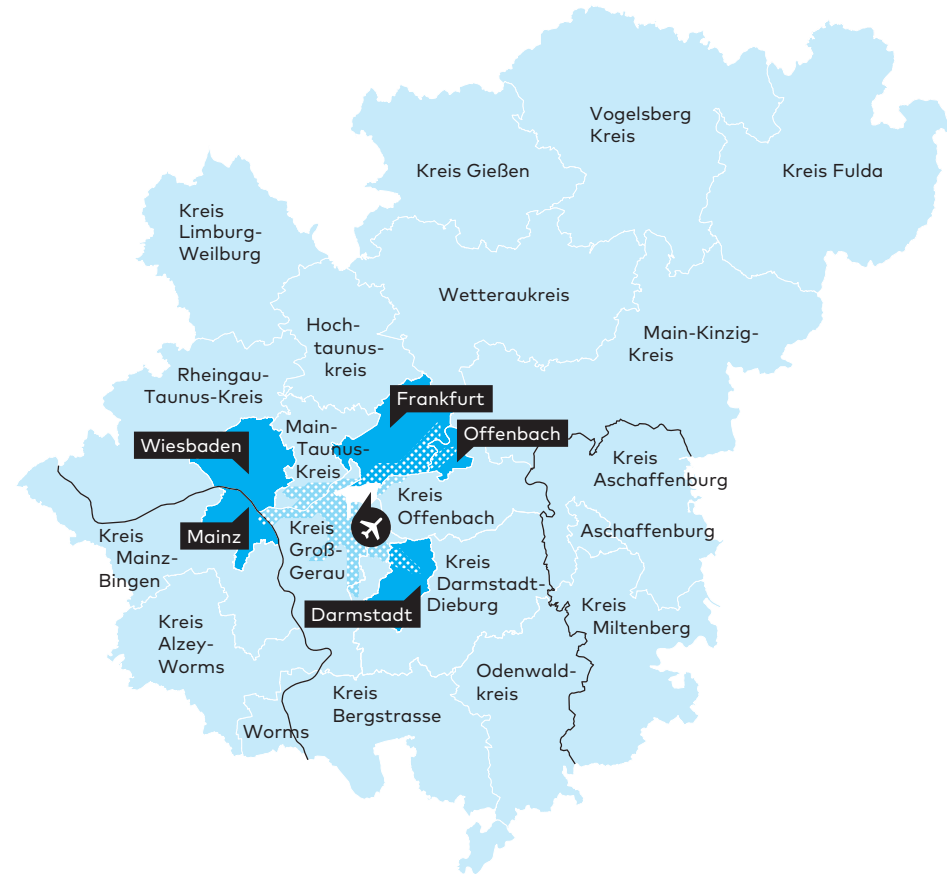 Vogelsberg
Kreis
Kreis Gießen
Kreis Fulda
Kreis
Limburg-
Weilburg
Wetteraukreis
Hoch-
taunus-
kreis
Main-Kinzig-
Kreis
Rheingau-
Taunus-Kreis
Frankfurt
Main-
Taunus-
Kreis
Offenbach
Wiesbaden
Kreis
Aschaffenburg
Kreis
Offenbach
Mainz
Kreis
Groß-
Gerau
Aschaffenburg
Kreis
Mainz-
Bingen
Kreis
Darmstadt-
Dieburg
Darmstadt
Kreis
Miltenberg
Kreis
Alzey-
Worms
Odenwald-
kreis
Kreis
Bergstrasse
Worms